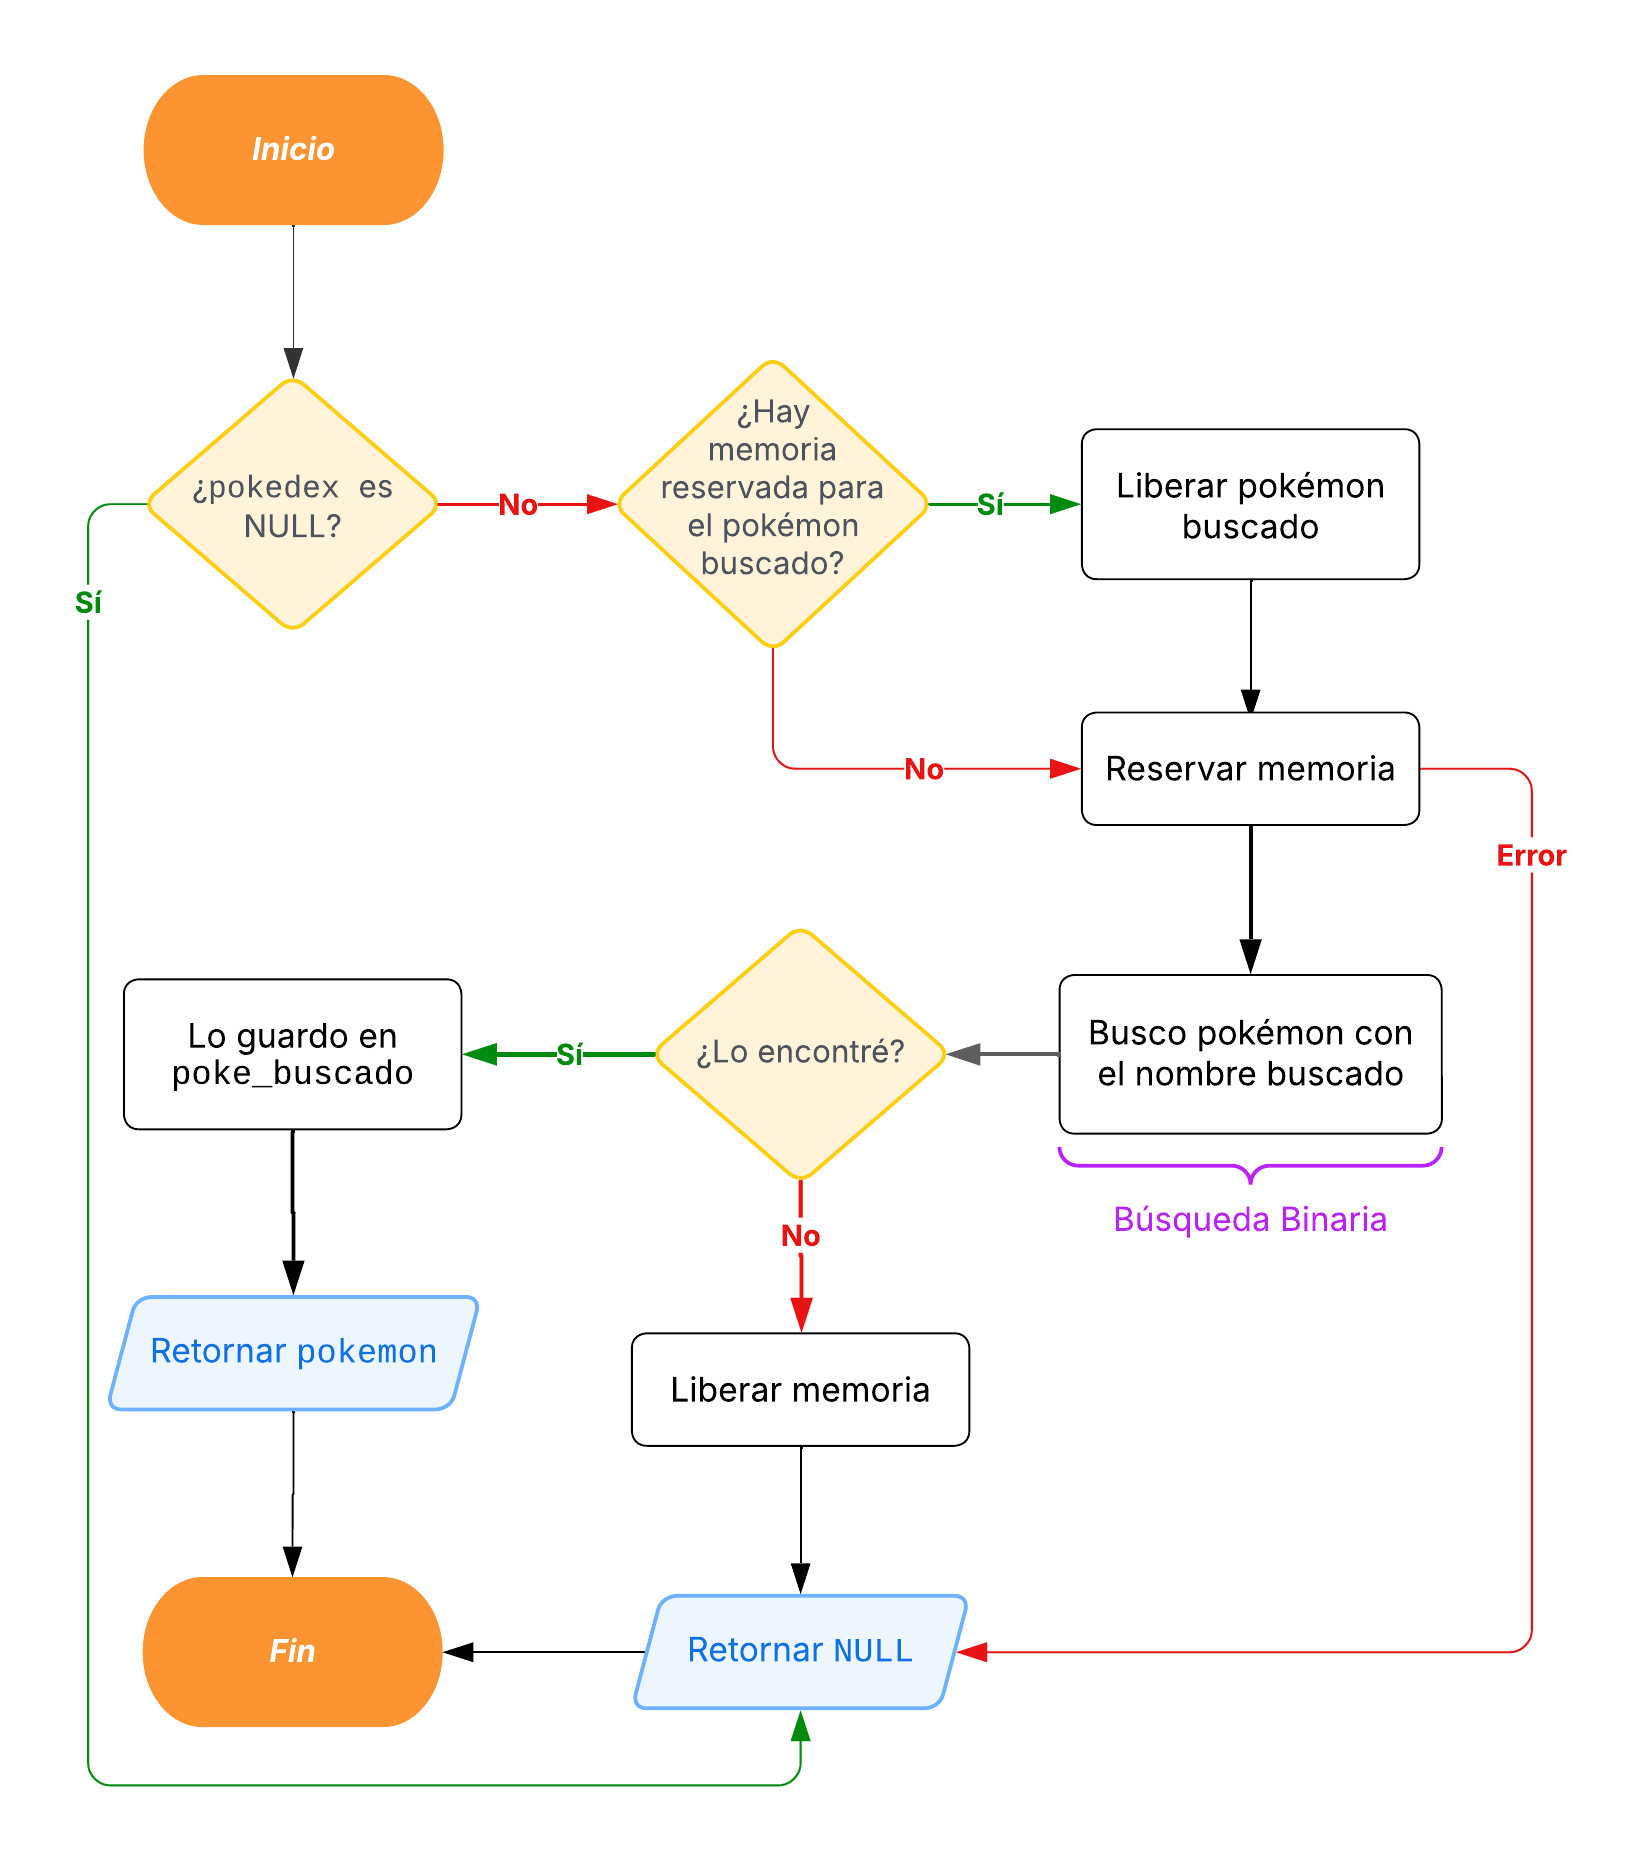 Inicio
¿pokedex es
NULL?
No
¿Hay
memoria
reservada para
el pokémon
buscado?
Sí
Liberar pokémon
buscado
Sí
No
Reservar memoria
Error
Lo guardo en
poke_buscado
Sí
¿Lo encontré?
Busco pokémon con
el nombre buscado
Búsqueda Binaria
No
Retornar pokemon
Liberar memoria
Fin
Retornar NULL